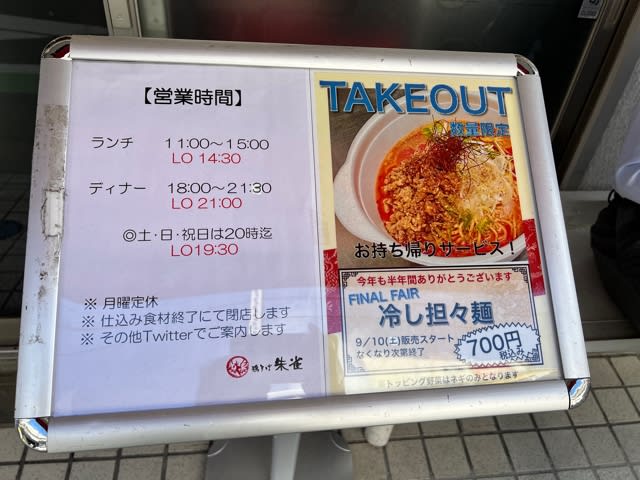 【営業時間】
ランチ 11:00～15:00
LO 14:30
ディナー 18:00～21:30
LO 21:00
◎土・日・祝日は20時迄
LO19:30
※ 月曜定休
※ 仕込み食材終了にて閉店します
※ その他Twitterでご案内します
朱雀
TAKEOUT
数量限定
お持ち帰りサービス！
今年も半年間ありがとうございます
FINAL FAIR
冷し担々麺
9/10(土)販売スタート
なくなり次第終了
700円
税込み
※トッピング野菜はネギのみとなります